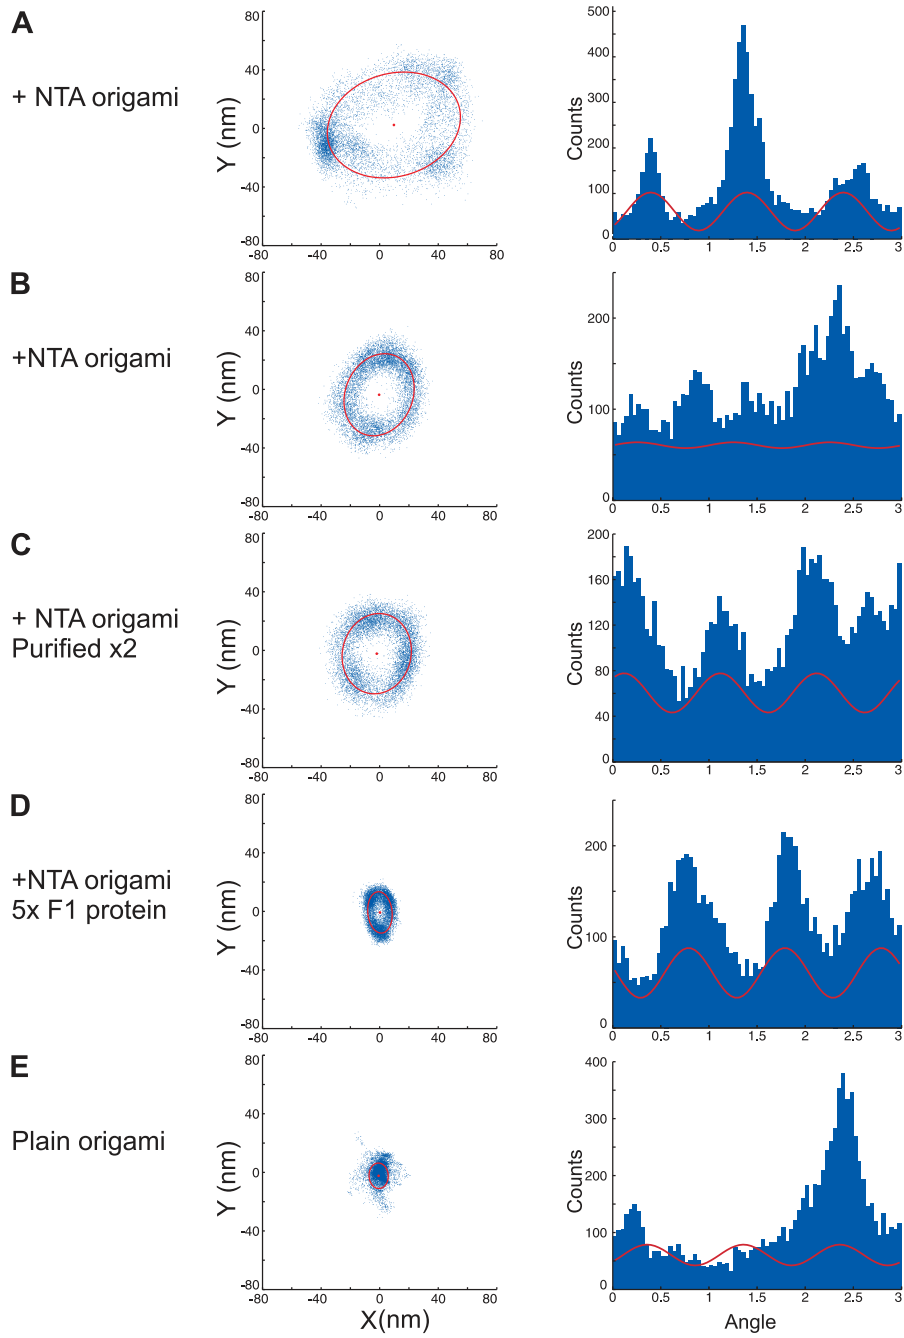 A
+ NTA origami
Y (nm)
80
40
0
-40
-80
-80 -40 0 40 80
Counts
500
400
300
200
100
0
0 0.5 1 1.5 2 2.5 3
B
+NTA origami
Y (nm)
80
40
0
-40
-80
-80 -40 0 40 80
Counts
200
100
0
0 0.5 1 1.5 2 2.5 3
C
+ NTA origami
Purified x2
Y (nm)
80
40
0
-40
-80
-80 -40 0 40 80
Counts
200
160
120
80
40
0
0 0.5 1 1.5 2 2.5 3
D
+NTA origami
5x F1 protein
Y (nm)
80
40
0
-40
-80
-80 -40 0 40 80
Counts
200
100
0
0 0.5 1 1.5 2 2.5 3
E
Plain origami
Y (nm)
80
40
0
-40
-80
-80 -40 0 40 80
X(nm)
Counts
400
300
200
100
0
0 0.5 1 1.5 2 2.5 3
Angle